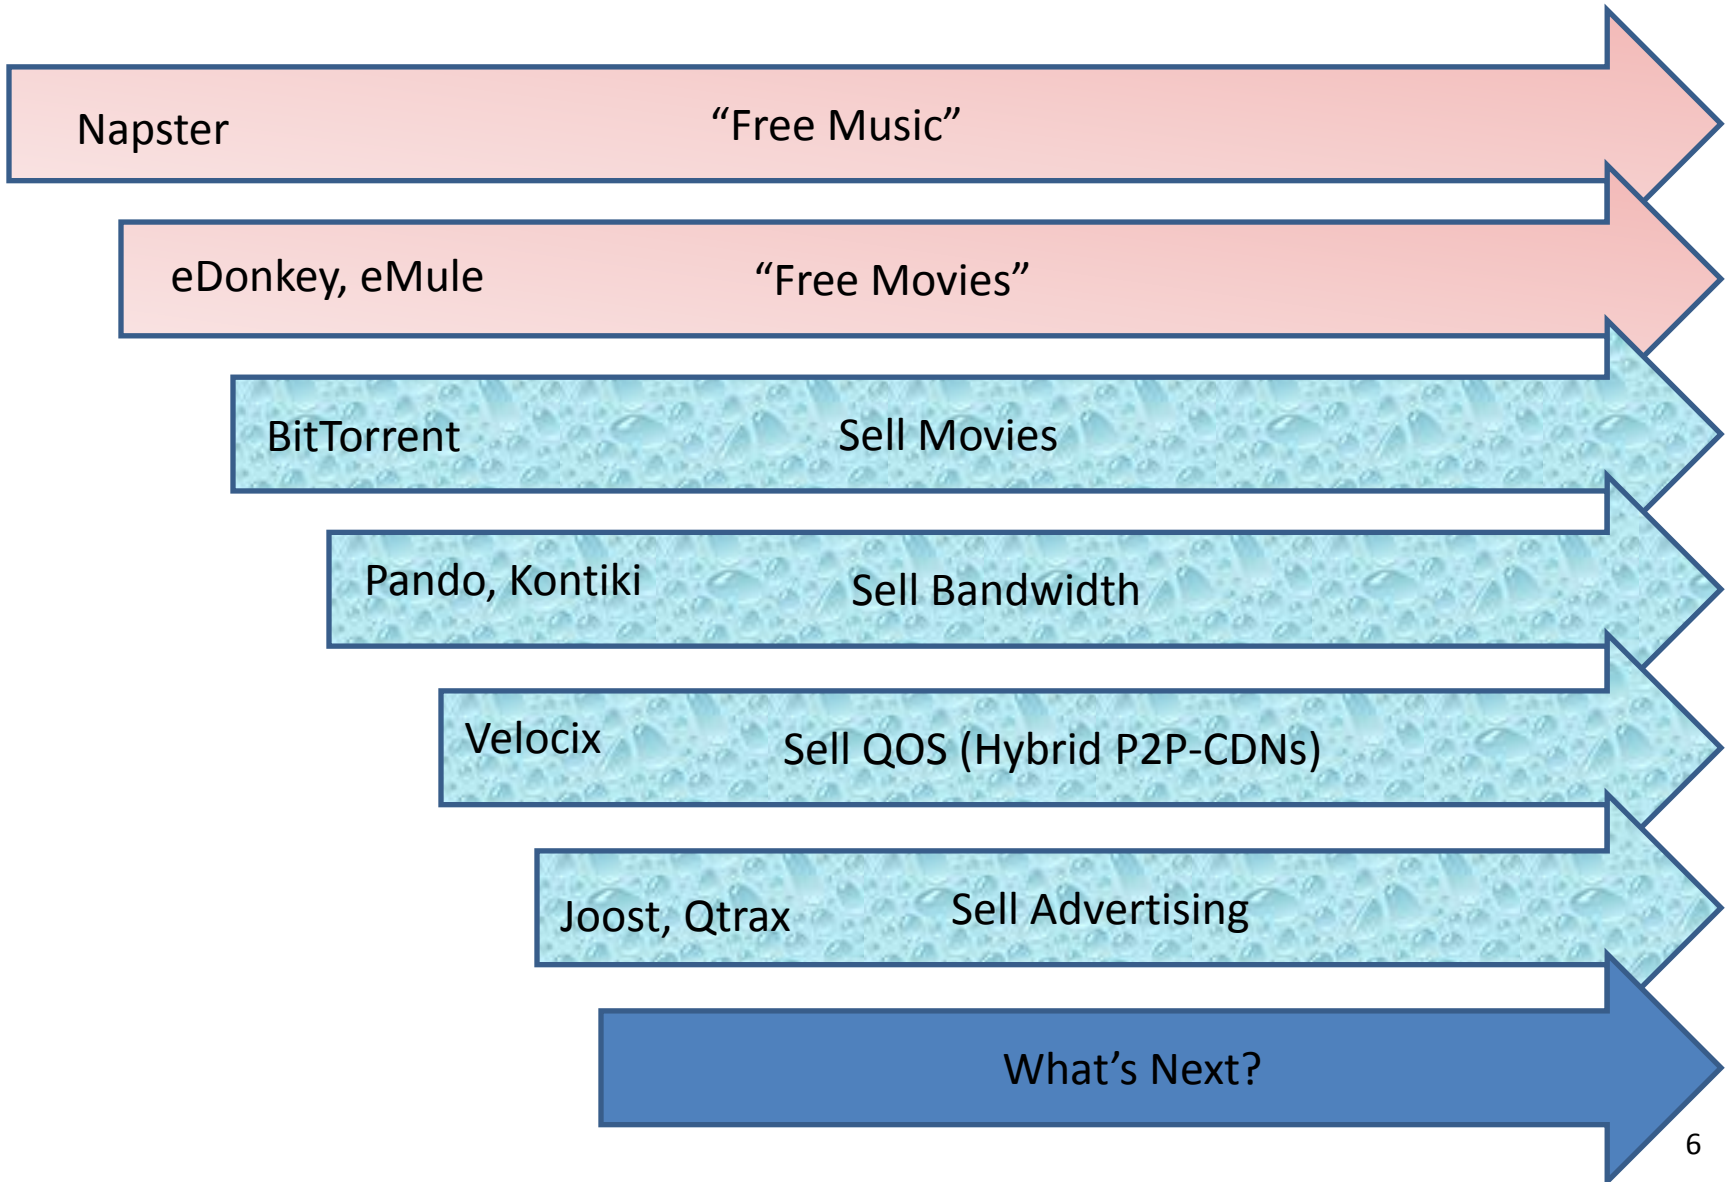 Napster “Free Music”
eDonkey, eMule “Free Movies”
BitTorrent Sell Movies
Pando, Kontiki Sell Bandwidth
Velocix Sell QOS (Hybrid P2P-CDNs)
Joost, Qtrax Sell Advertising
What’s Next?
6